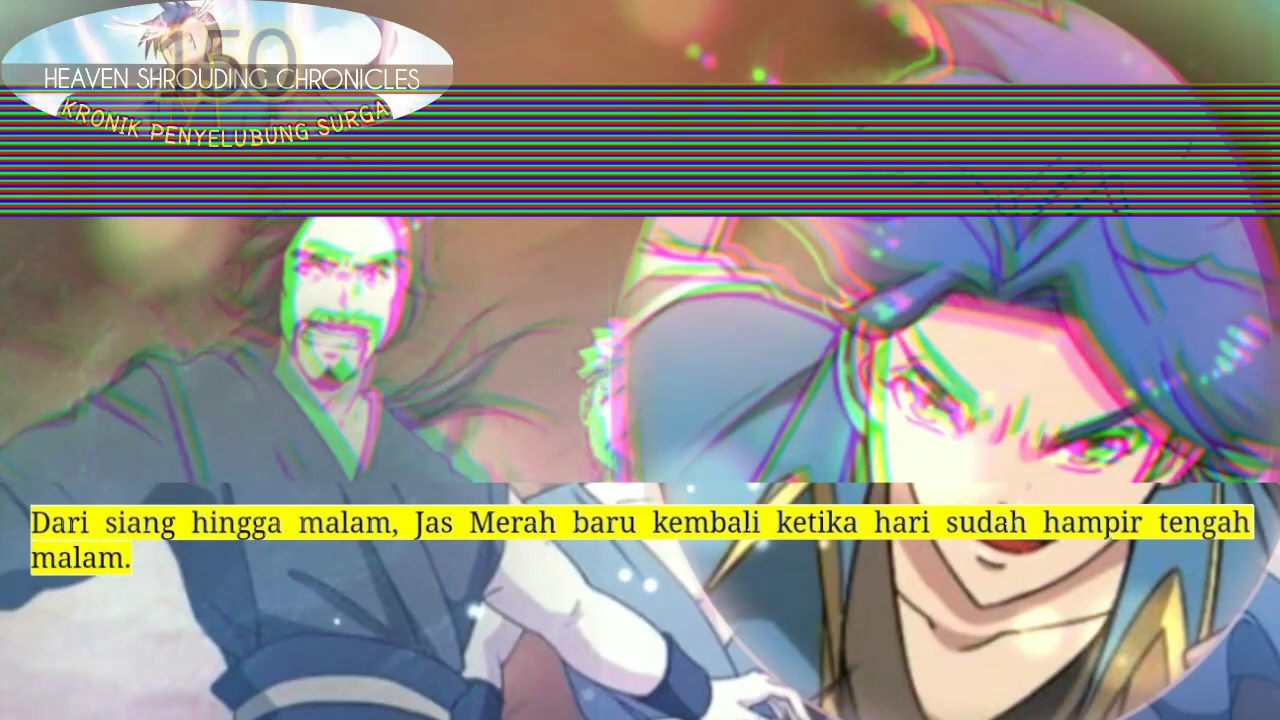 150
HEAVEN SHROUDING CHRONICLES
KRONIK PENYELUBUNG SURGA
Dari siang hingga malam, Jas Merah baru kembali ketika hari sudah hampir tengah
malam.